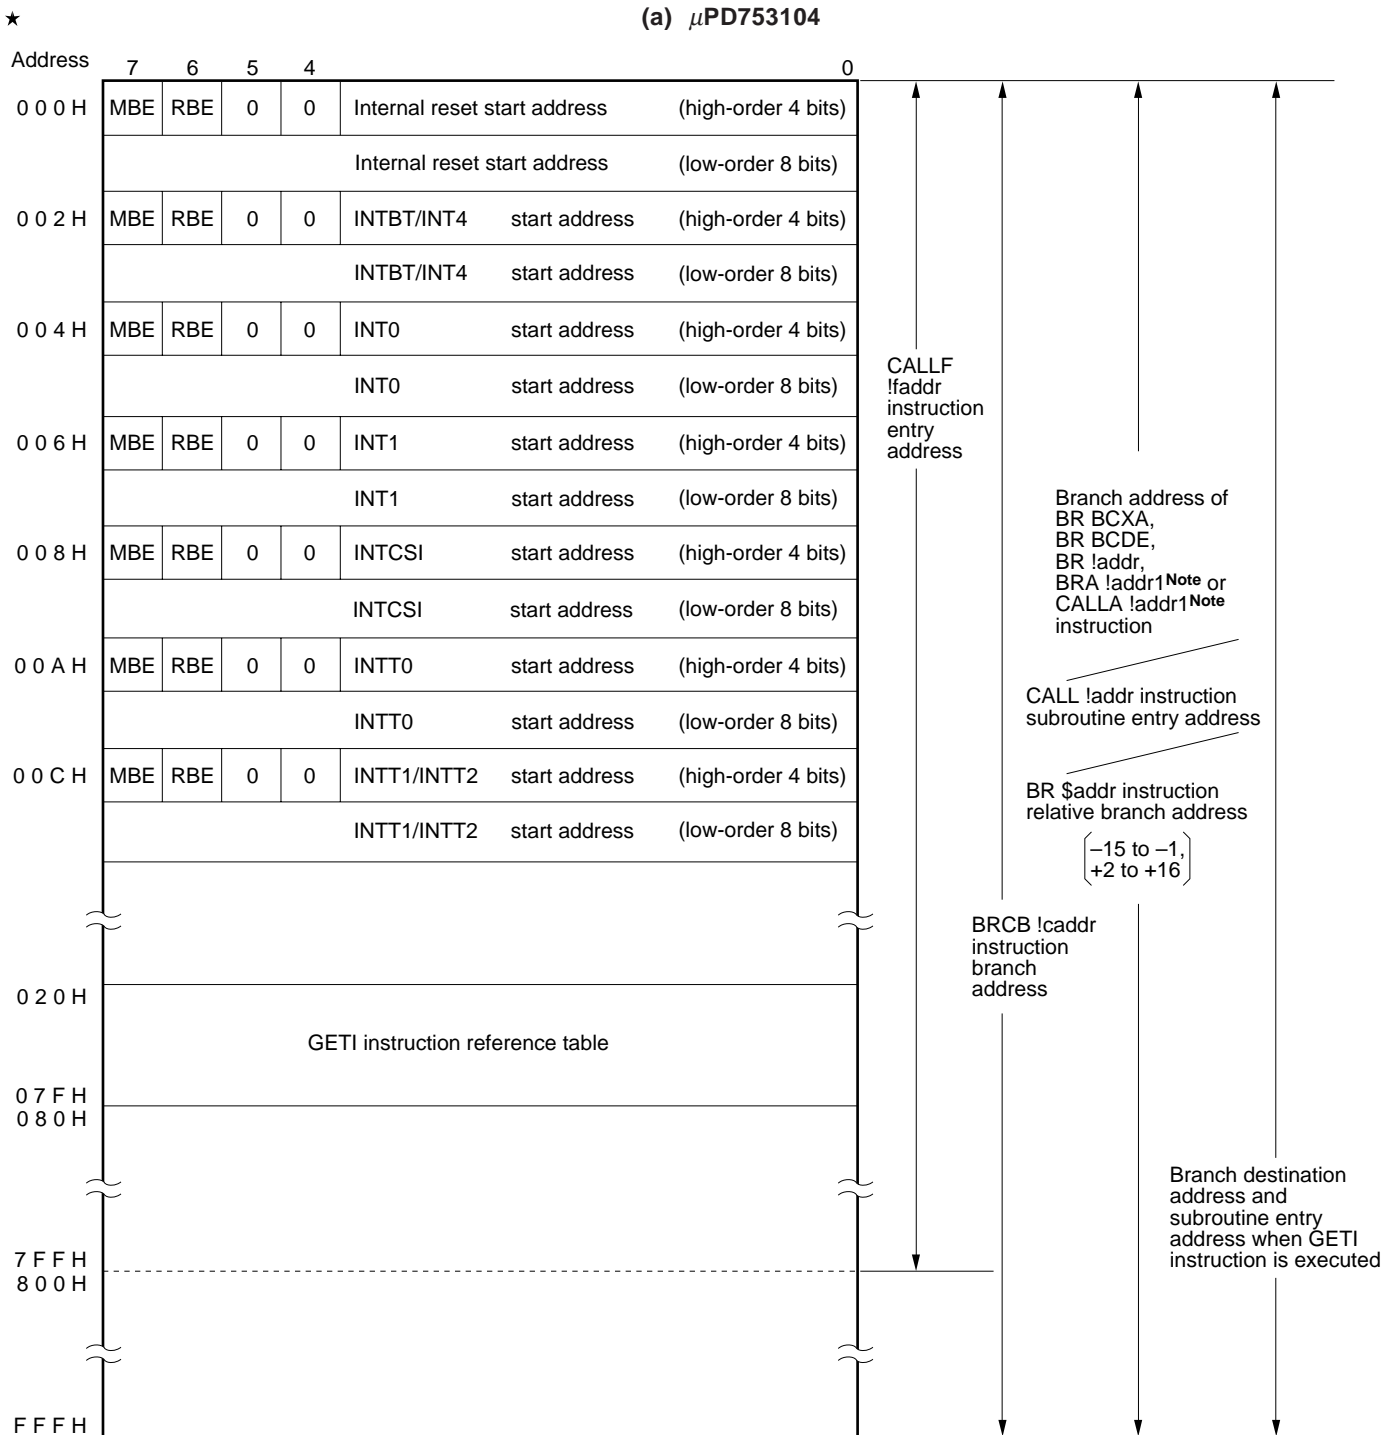 ★
(a) μPD753104
Address
7 6 5 4 0
000H MBE RBE 0 0 Internal reset start address (high-order 4 bits)
Internal reset start address (low-order 8 bits)
002H MBE RBE 0 0 INTBT/INT4 start address (high-order 4 bits)
INTBT/INT4 start address (low-order 8 bits)
004H MBE RBE 0 0 INT0 start address (high-order 4 bits)
INT0 start address (low-order 8 bits)
006H MBE RBE 0 0 INT1 start address (high-order 4 bits)
INT1 start address (low-order 8 bits)
008H MBE RBE 0 0 INTCSI start address (high-order 4 bits)
INTCSI start address (low-order 8 bits)
00AH MBE RBE 0 0 INTT0 start address (high-order 4 bits)
INTT0 start address (low-order 8 bits)
00CH MBE RBE 0 0 INTT1/INTT2 start address (high-order 4 bits)
INTT1/INTT2 start address (low-order 8 bits)
020H
GETI instruction reference table
07FH
080H
7FFH
800H
FFFH
CALLF
!faddr
instruction
entry
address
BRCB !caddr
instruction
branch
address
Branch address of
BR BCXA,
BR BCDE,
BR !addr,
BRA !addr1Note or
CALLA !addr1Note
instruction
CALL !addr instruction
subroutine entry address
BR $addr instruction
relative branch address
–15 to –1,
+2 to +16
Branch destination
address and
subroutine entry
address when GETI
instruction is executed